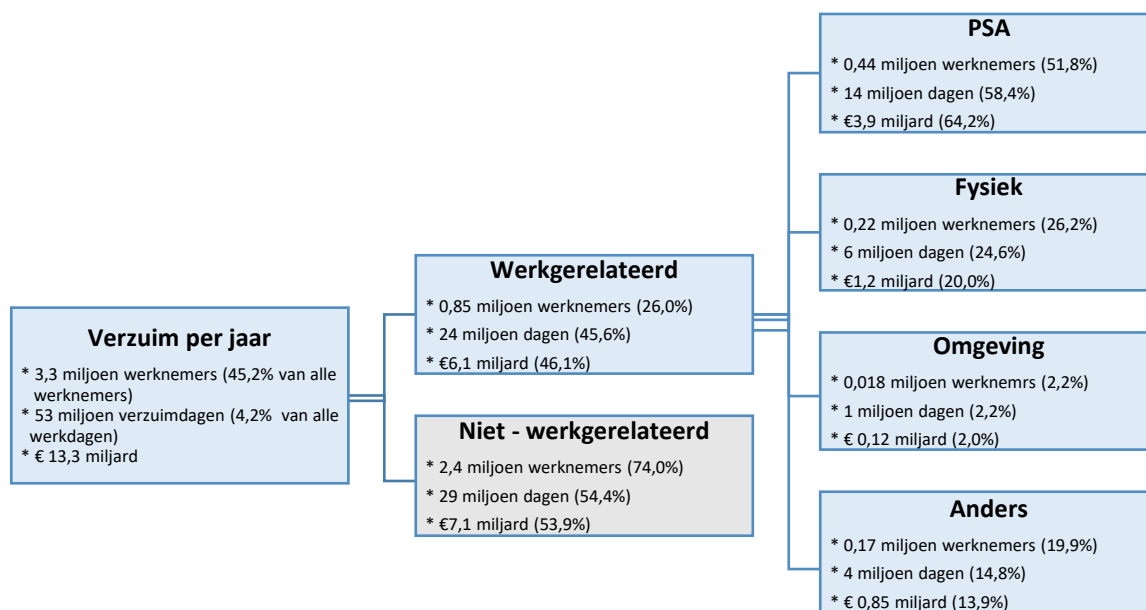 Verzuim per jaar
* 3,3 miljoen werknemers (45,2% van alle
werknemers)
* 53 miljoen verzuimdagen (4,2% van alle
werkdagen)
* € 13,3 miljard
Werkgerelateerd
* 0,85 miljoen werknemers (26,0%)
* 24 miljoen dagen (45,6%)
* €6,1 miljard (46,1%)
Niet - werkgerelateerd
* 2,4 miljoen werknemers (74,0%)
* 29 miljoen dagen (54,4%)
* €7,1 miljard (53,9%)
PSA
* 0,44 miljoen werknemers (51,8%)
* 14 miljoen dagen (58,4%)
* €3,9 miljard (64,2%)
Fysiek
* 0,22 miljoen werknemers (26,2%)
* 6 miljoen dagen (24,6%)
* €1,2 miljard (20,0%)
Omgeving
* 0,018 miljoen werknemrs (2,2%)
* 1 miljoen dagen (2,2%)
* € 0,12 miljard (2,0%)
Anders
* 0,17 miljoen werknemers (19,9%)
* 4 miljoen dagen (14,8%)
* € 0,85 miljard (13,9%)